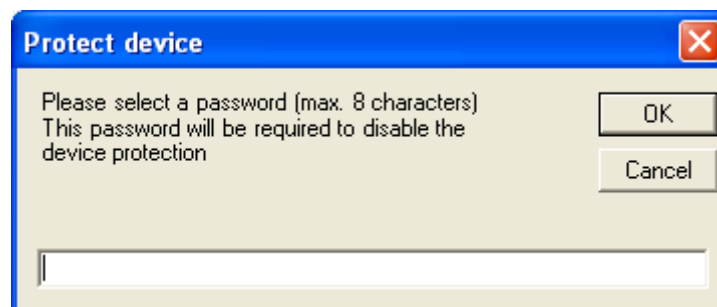 Protect device
Please select a password (max. 8 characters)
This password will be required to disable the
device protection
OK
Cancel